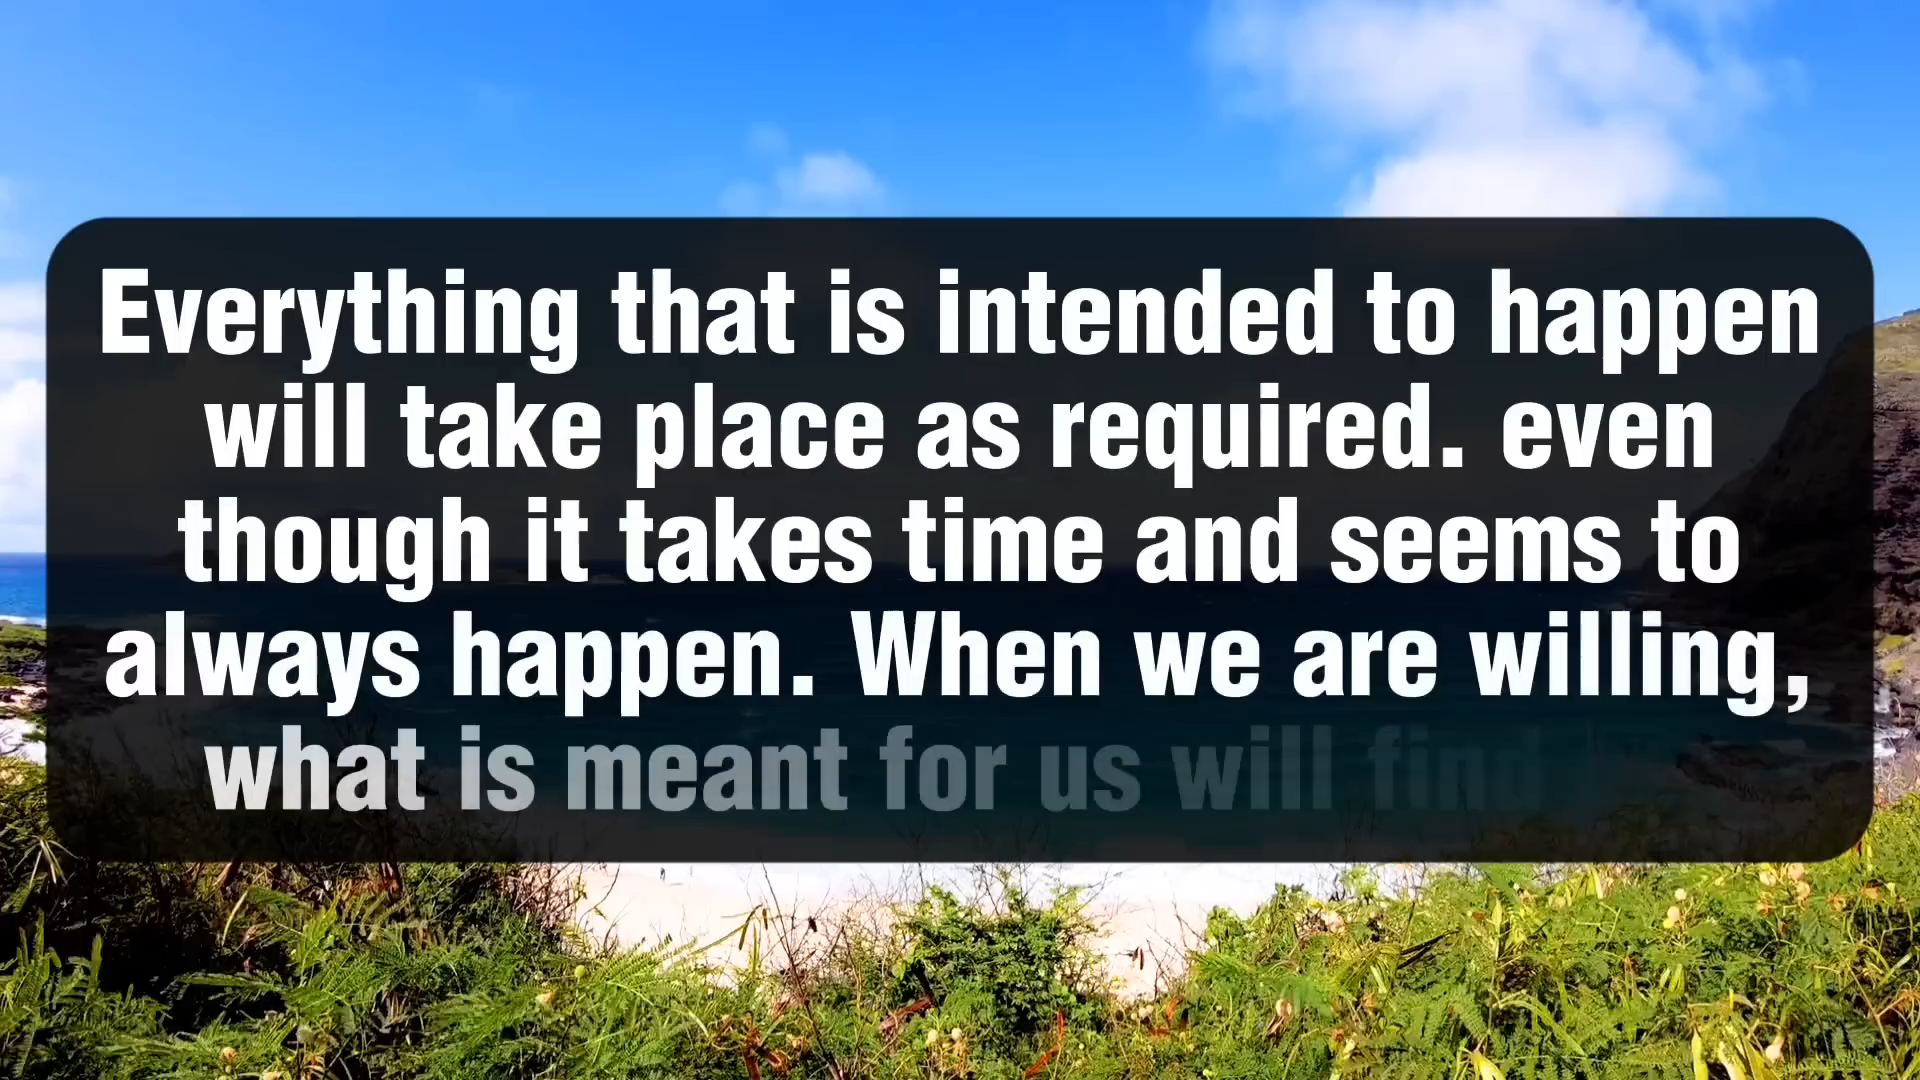 Everything that is intended to happen
will take place as required. even
though it takes time and seems to
always happen. When we are willing,
what is meant for us will find